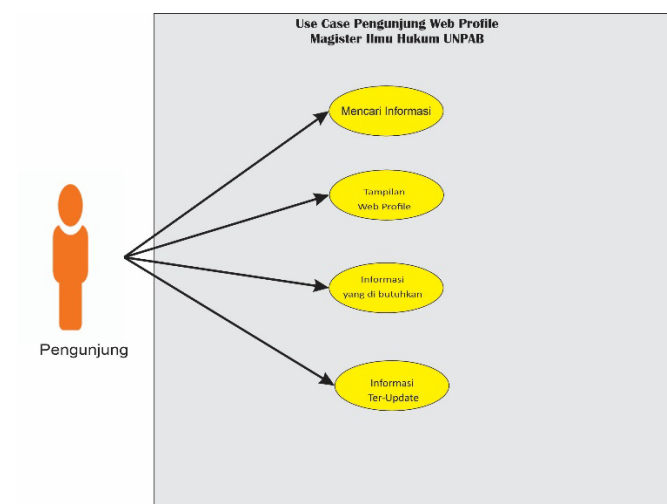 Use Case Pengunjung Web Profile
Magister Ilmu Hukum UNPAB
Mencari Informasi
Tampilan
Web Profile
Informasi
yang di butuhkan
Pengunjung
Informasi
Ter-Update